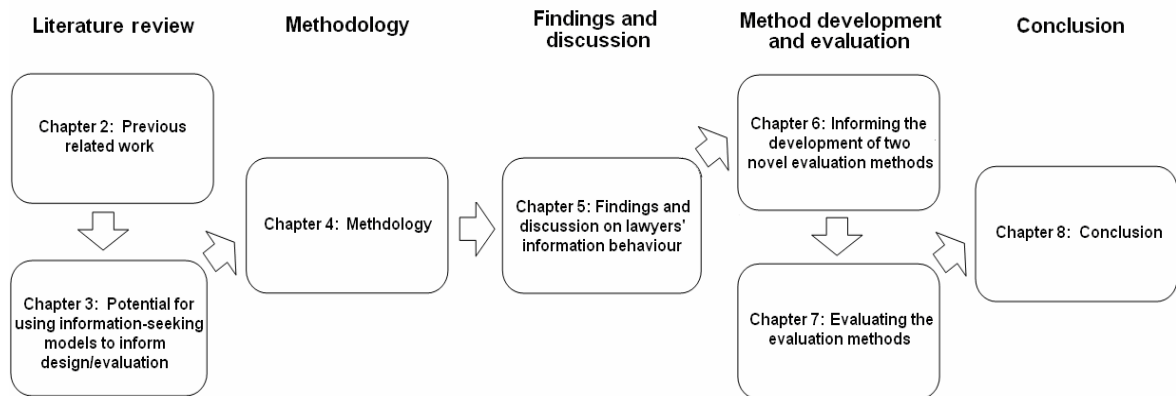 Literature review
Methodology
Findings and
discussion
Method development
and evaluation
Conclusion
Chapter 2: Previous
related work
Chapter 3: Potential for
using information-seeking
models to inform
design/evaluation
Chapter 4: Methdology
Chapter 5: Findings and
discussion on lawyers'
information behaviour
Chapter 6: Informing the
development of two
novel evaluation methods
Chapter 7: Evaluating the
evaluation methods
Chapter 8: Conclusion